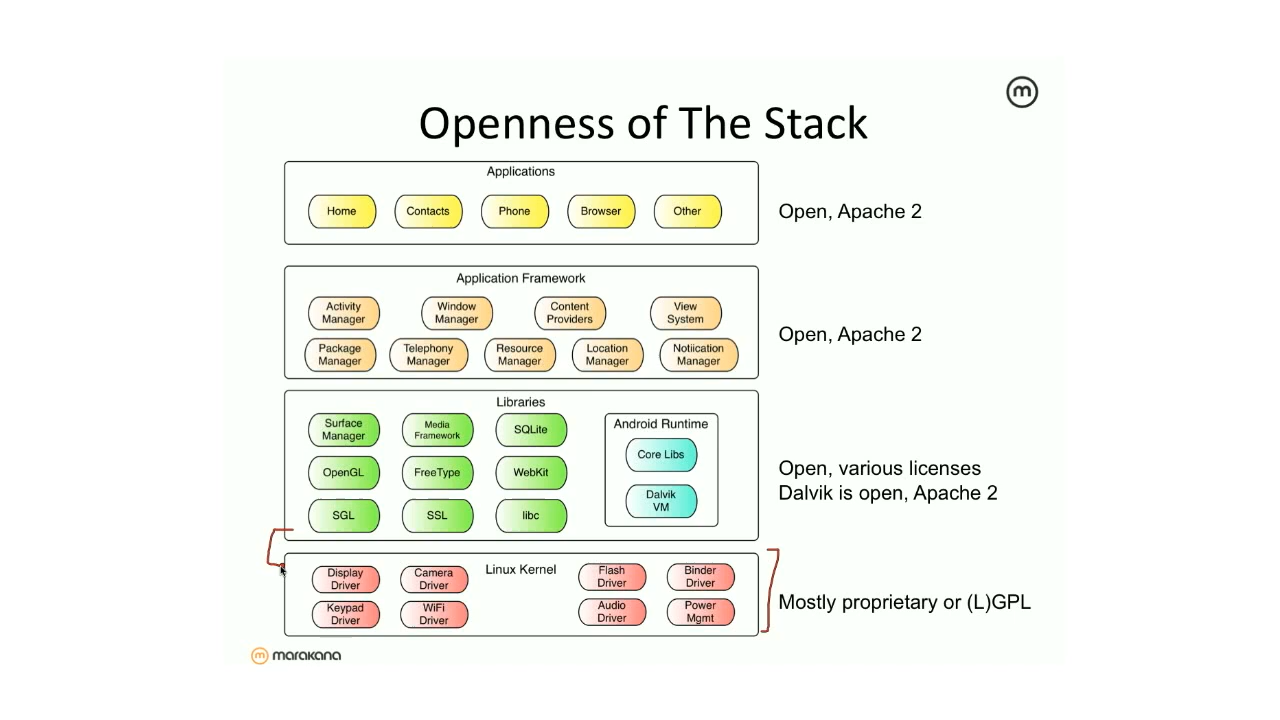 m
Openness of The Stack
Applications
Home
Contacts
Phone
Browser
Other
Open, Apache 2
Application Framework
Activity
Manager
Window
Manager
Content
Providers
View
System
Package
Manager
Telephony
Manager
Resource
Manager
Location
Manager
Notiication
Manager
Open, Apache 2
Libraries
Surface
Manager
Media
Framework
SQLite
OpenGL
FreeType
WebKit
SGL
SSL
libc
Android Runtime
Core Libs
Dalvik
VM
Open, various licenses
Dalvik is open, Apache 2
Linux Kernel
Display
Driver
Camera
Driver
Flash
Driver
Binder
Driver
Keypad
Driver
WiFi
Driver
Audio
Driver
Power
Mgmt
Mostly proprietary or (L)GPL
m marakana